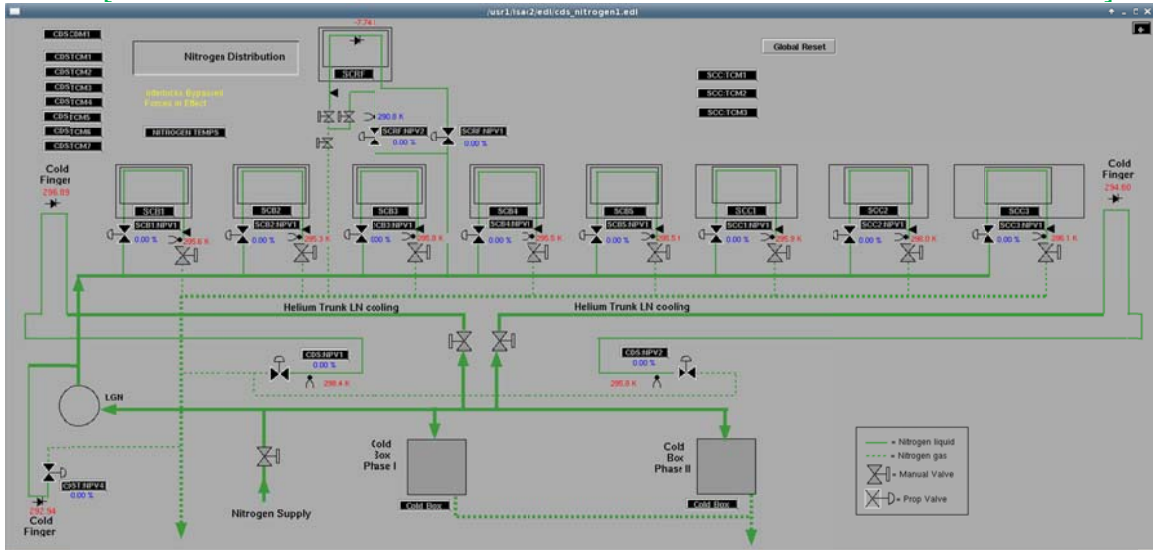 /usr1/isac2/edl/cds_nitrogen1.edl
CDSCDM1
CDSTCM1
CDSTCM2
CDSTCM3
CDSTCM4
CDSTCM5
CDSTCM6
CDSTCM7
Nitrogen Distribution
Interlocks Bypassed
Forces in Effect
NITROGEN TEMPS
-7.74
SCRF
290.8 K
SCRF:NPV2
0.00 %
SCRF:NPV1
0.00 %
Global Reset
SCC:TCM1
SCC:TCM2
SCC:TCM3
Cold
Finger
296.89
Cold
Finger
294.60
SCB1
SCB1:NPV1
0.00 %
295.6 K
SCB2
SCB2:NPV1
0.00 %
295.3 K
SCB3
CB3:NPV1
0.00 %
295.8 K
SCB4
SCB4:NPV1
0.00 %
295.5 K
SCB5
SCB5:NPV1
0.00 %
295.5
SCC1
SCC1:NPV1
0.00 %
295.9 K
SCC2
SCC2:NPV1
0.00 %
296.0 K
SCC3
SCC3:NPV1
0.00 %
296.1 K
Helium Trunk LN cooling
Helium Trunk LN cooling
CDS:NPV1
0.00 %
298.4 K
CDS:NPV2
0.00 %
295.8 K
LGN
Cold
Box
Phase I
Cold Box
Cold
Box
Phase II
Cold Box
Nitrogen Supply
0.00 %
292.94
Cold
Finger
= Nitrogen liquid
= Nitrogen gas
= Manual Valve
= Prop Valve